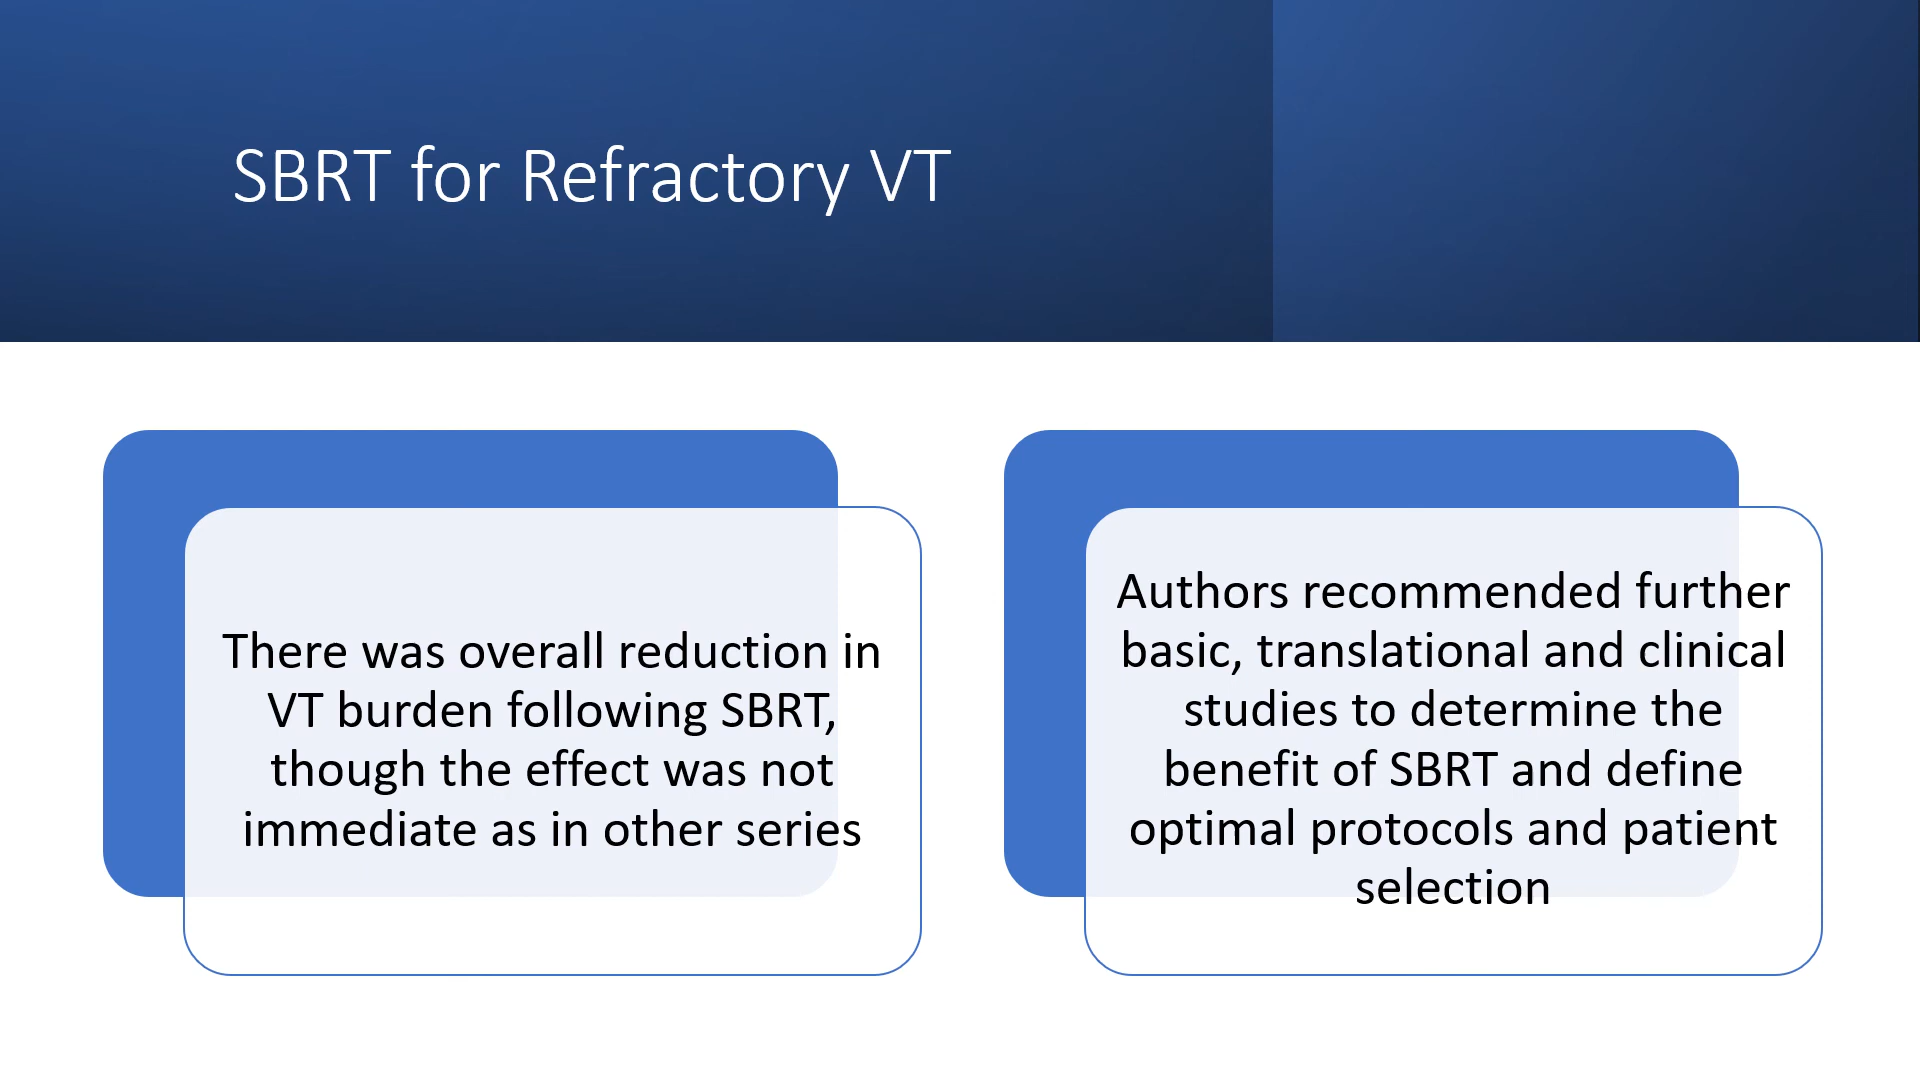 SBRT for Refractory VT
There was overall reduction in
VT burden following SBRT,
though the effect was not
immediate as in other series
Authors recommended further
basic, translational and clinical
studies to determine the
benefit of SBRT and define
optimal protocols and patient
selection